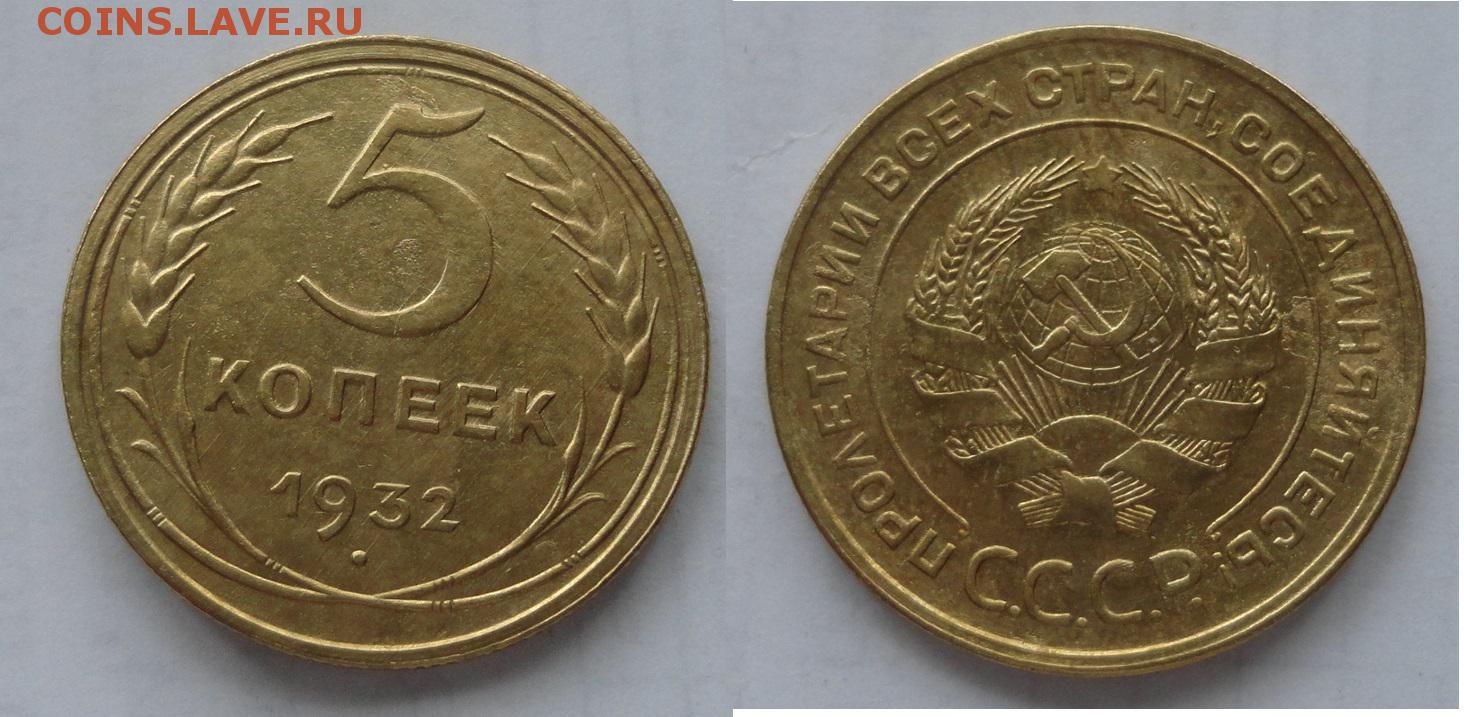 COINS.LAVE.RU
5
КОПЕЕК
1932
ПРОЛЕТАРИИ ВСЕХ СТРАН, СОЕДИНЯЙТЕСЬ!
С.С.С.Р.